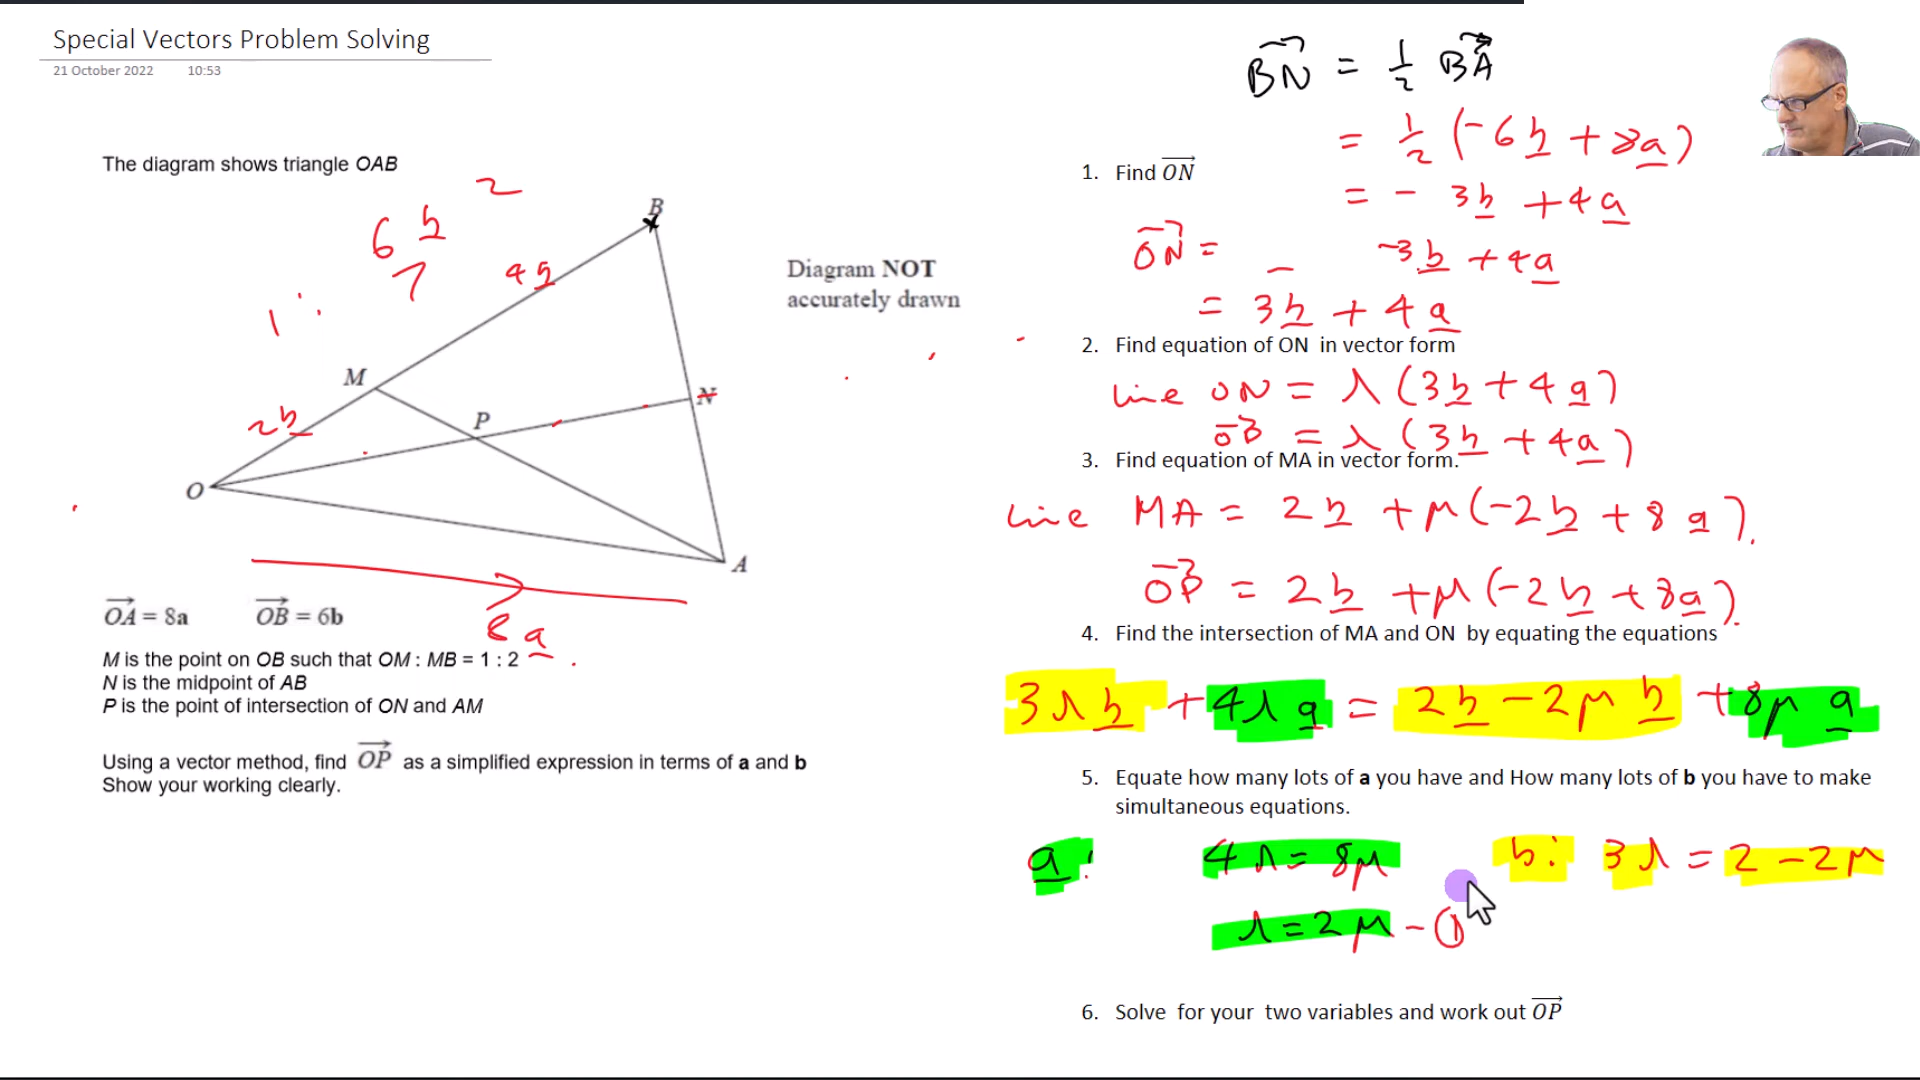 Special Vectors Problem Solving
21 October 2022 10:53
The diagram shows triangle OAB
6b
2
1 :
4b
2b
B
M
N
P
O
A
Diagram NOT
accurately drawn
8a
OA = 8a OB = 6b
M is the point on OB such that OM : MB = 1 : 2
N is the midpoint of AB
P is the point of intersection of ON and AM
Using a vector method, find OP as a simplified expression in terms of a and b
Show your working clearly.
BN = 1/2 BA
= 1/2 (-6b + 8a)
1. Find ON
= - 3b + 4a
ON = -3b + 4a
= 3b + 4a
2. Find equation of ON in vector form
Line ON = λ (3b + 4a)
= λ (3b + 4a)
3. Find equation of MA in vector form.
Line MA = 2b + μ(-2b + 8a).
OP = 2b + μ(-2b + 8a).
4. Find the intersection of MA and ON by equating the equations
3λb + 4λa = 2b - 2μb + 8μa
5. Equate how many lots of a you have and How many lots of b you have to make
simultaneous equations.
a: 4λ = 8μ b: 3λ = 2 - 2μ
λ = 2μ - ①
6. Solve for your two variables and work out OP